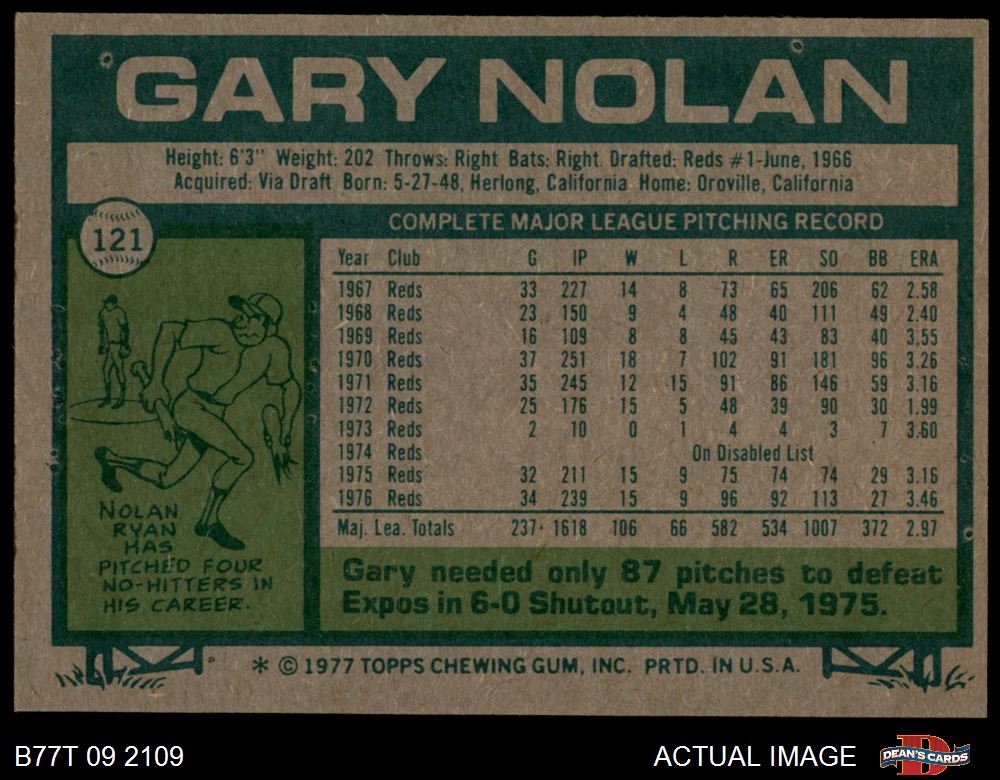 GARY NOLAN
Height: 6'3" Weight: 202 Throws: Right Bats: Right Drafted: Reds #1-June, 1966
Acquired: Via Draft Born: 5-27-48, Herlong, California Home: Oroville, California
121
COMPLETE MAJOR LEAGUE PITCHING RECORD
Year Club G IP W L R ER SO BB ERA
1967 Reds 33 227 14 8 73 65 206 62 2.58
1968 Reds 23 150 9 4 48 40 111 49 2.40
1969 Reds 16 109 8 8 45 43 83 40 3.55
1970 Reds 37 251 18 7 102 91 181 96 3.26
1971 Reds 35 245 12 15 91 86 146 59 3.16
1972 Reds 25 176 15 5 48 39 90 30 1.99
1973 Reds 2 10 0 1 4 4 3 7 3.60
1974 Reds On Disabled List
1975 Reds 32 211 15 9 75 74 74 29 3.16
1976 Reds 34 239 15 9 96 92 113 27 3.46
Maj. Lea. Totals 237 1618 106 66 582 534 1007 372 2.97
NOLAN
RYAN
HAS
PITCHED FOUR
NO-HITTERS IN
HIS CAREER.
Gary needed only 87 pitches to defeat
Expos in 6-0 Shutout, May 28, 1975.
* © 1977 TOPPS CHEWING GUM, INC. PRTD. IN U.S.A.
B77T 09 2109
ACTUAL IMAGE
DEAN'S CARDS